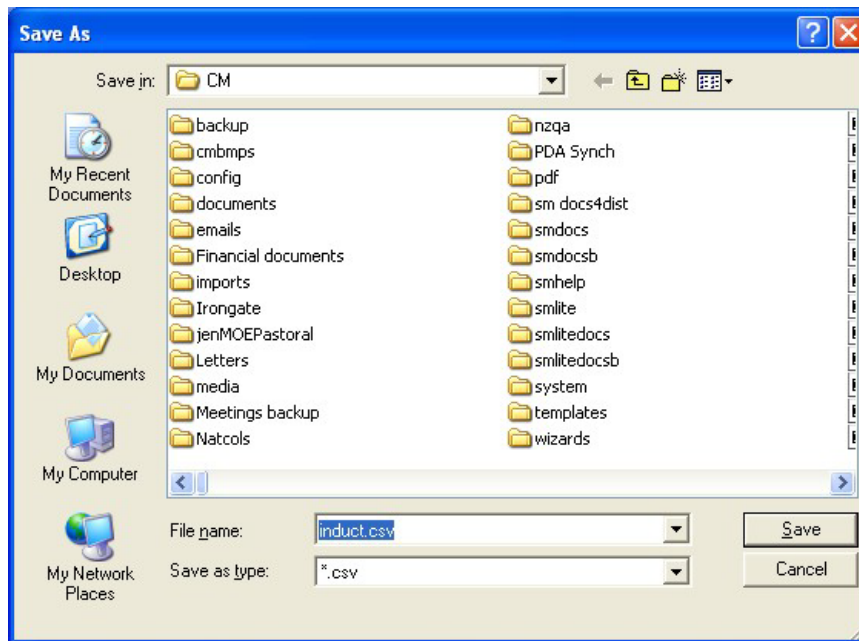 Save As
Save in:
CM
My Recent
Documents
Desktop
My Documents
My Computer
My Network
Places
backup
cmbmps
config
documents
emails
Financial documents
imports
Irongate
jenMOEPastoral
Letters
media
Meetings backup
Natcols
nzqa
PDA Synch
pdf
sm docs4dist
smdocs
smdocsb
smhelp
smlite
smlitedocs
smlitedocsb
system
templates
wizards
File name:
induct.csv
Save
Save as type:
*.csv
Cancel